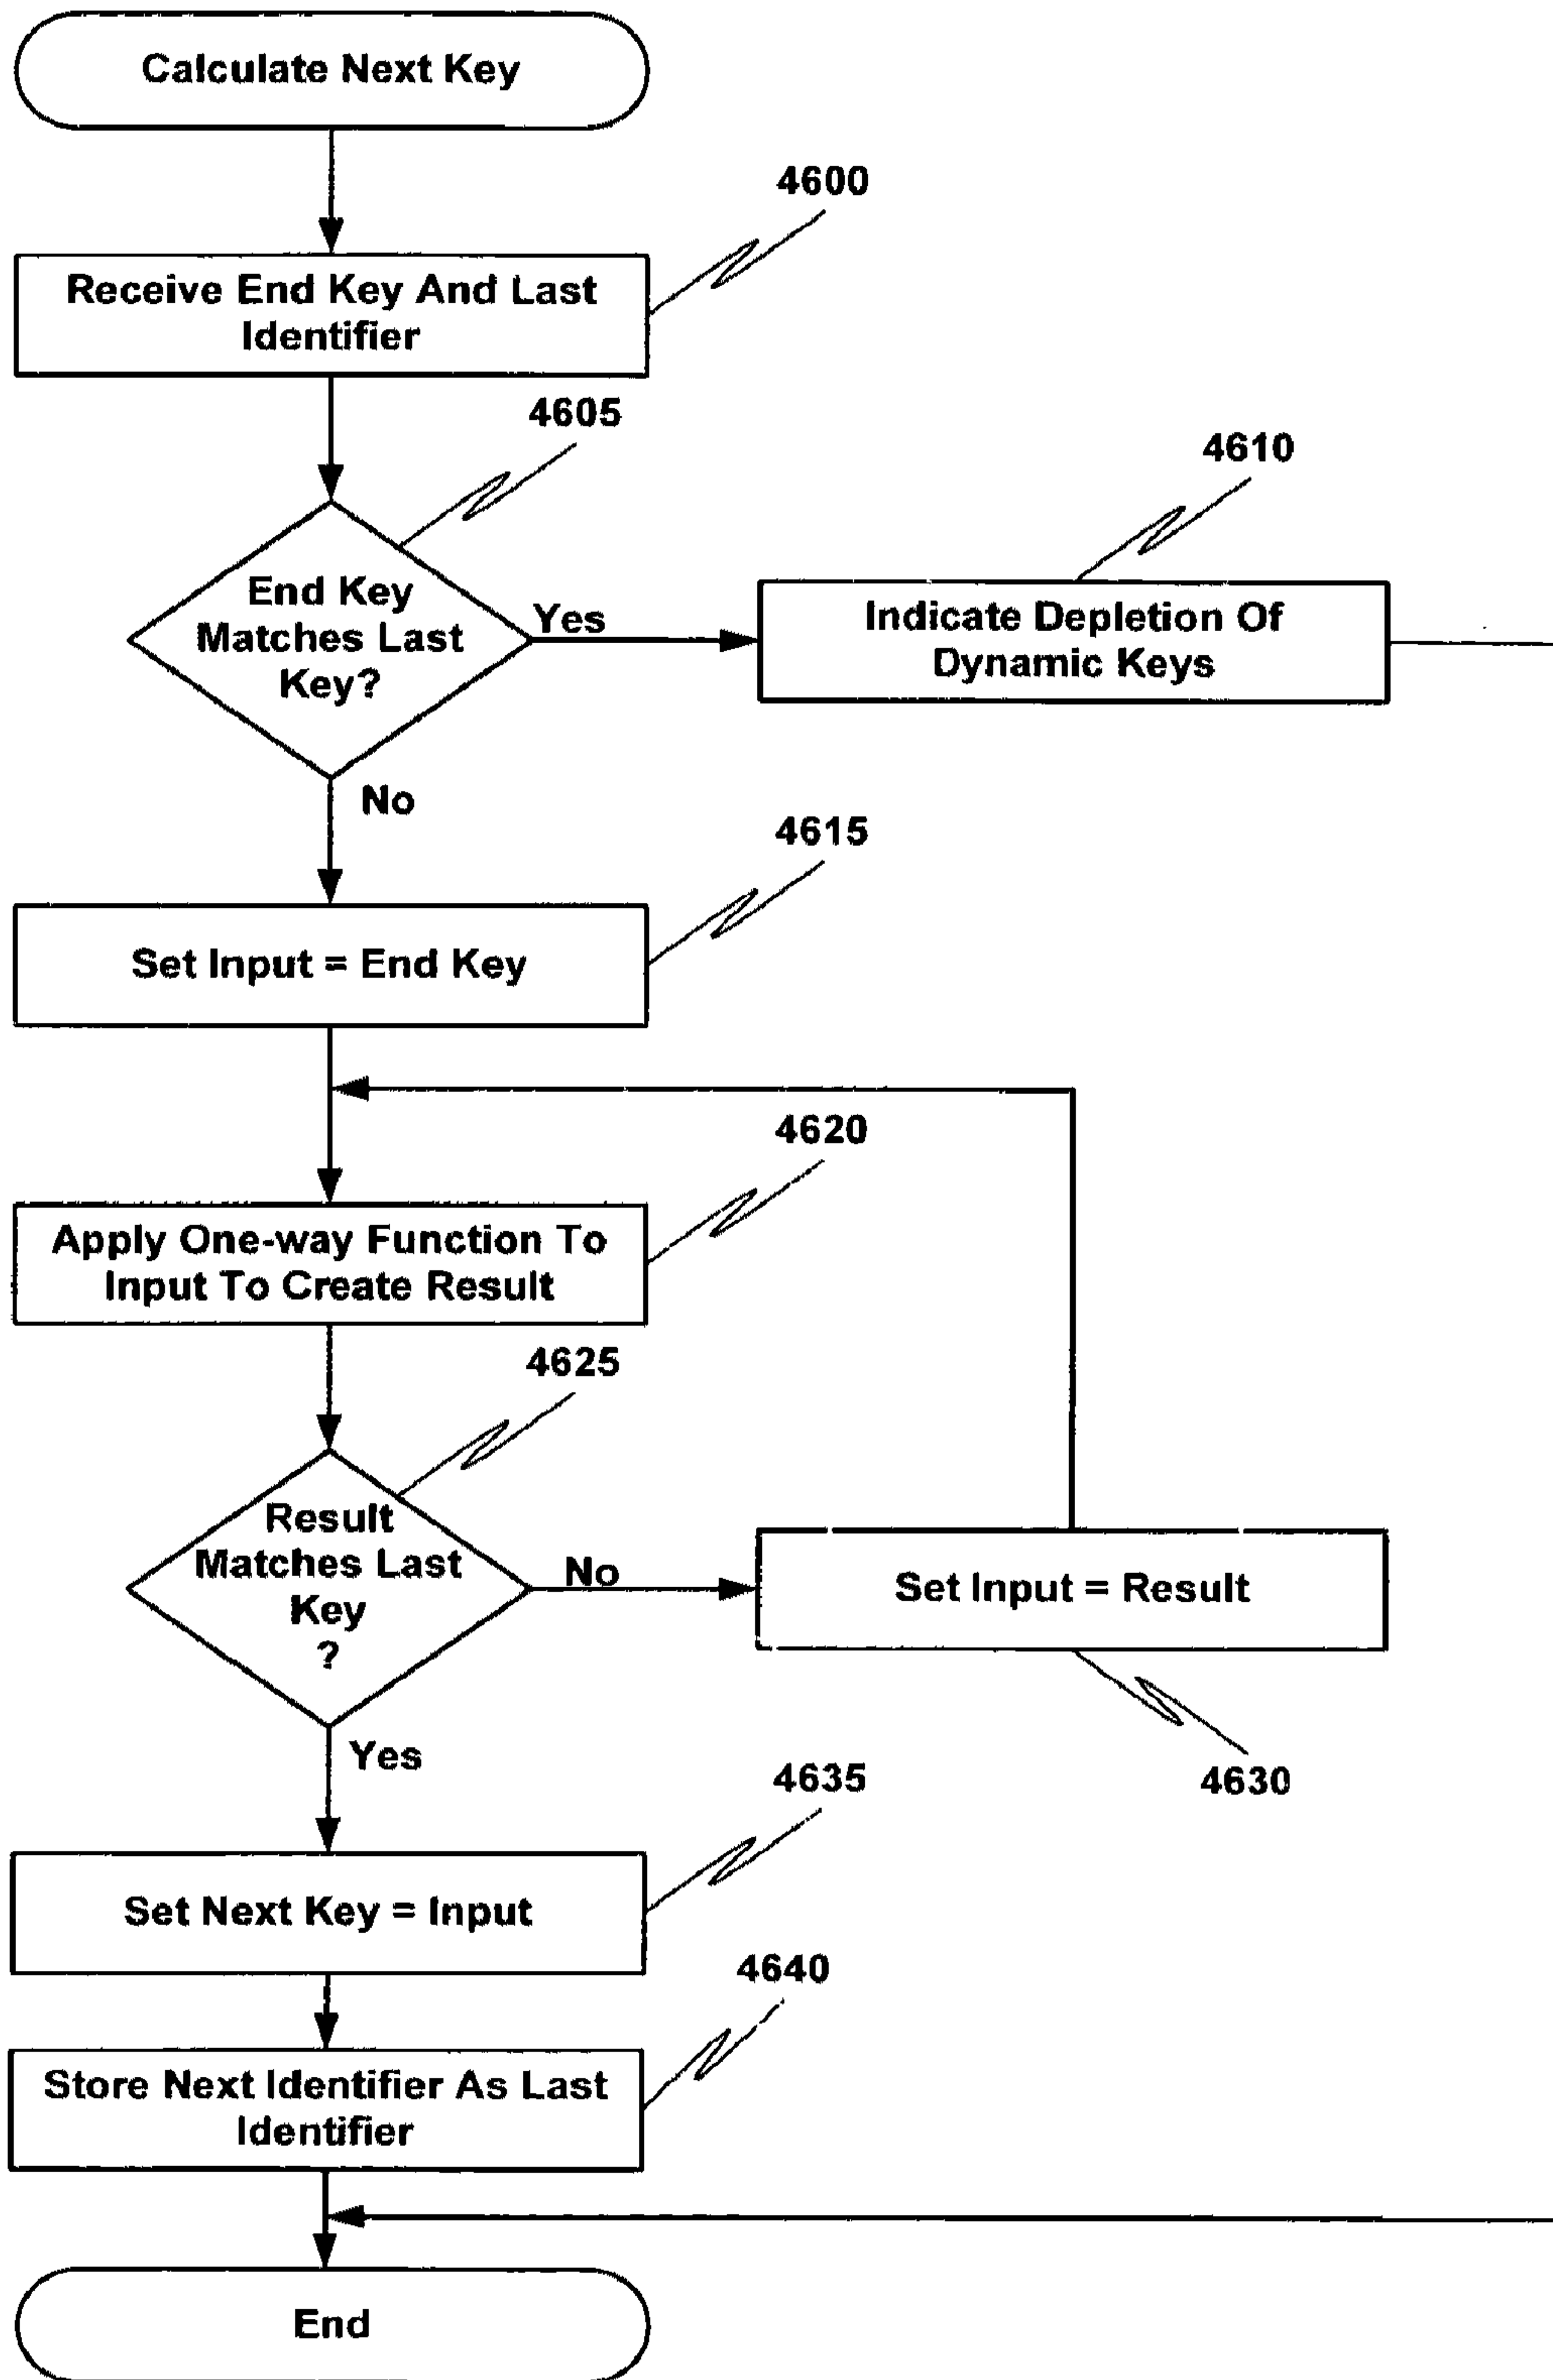 Calculate Next Key
4600
Receive End Key And Last
Identifier
4605
4610
End Key
Matches Last
Key?
Yes
Indicate Depletion Of
Dynamic Keys
No
4615
Set Input = End Key
4620
Apply One-way Function To
Input To Create Result
4625
Result
Matches Last
Key
?
No
Set Input = Result
Yes
4635
4630
Set Next Key = Input
4640
Store Next Identifier As Last
Identifier
End